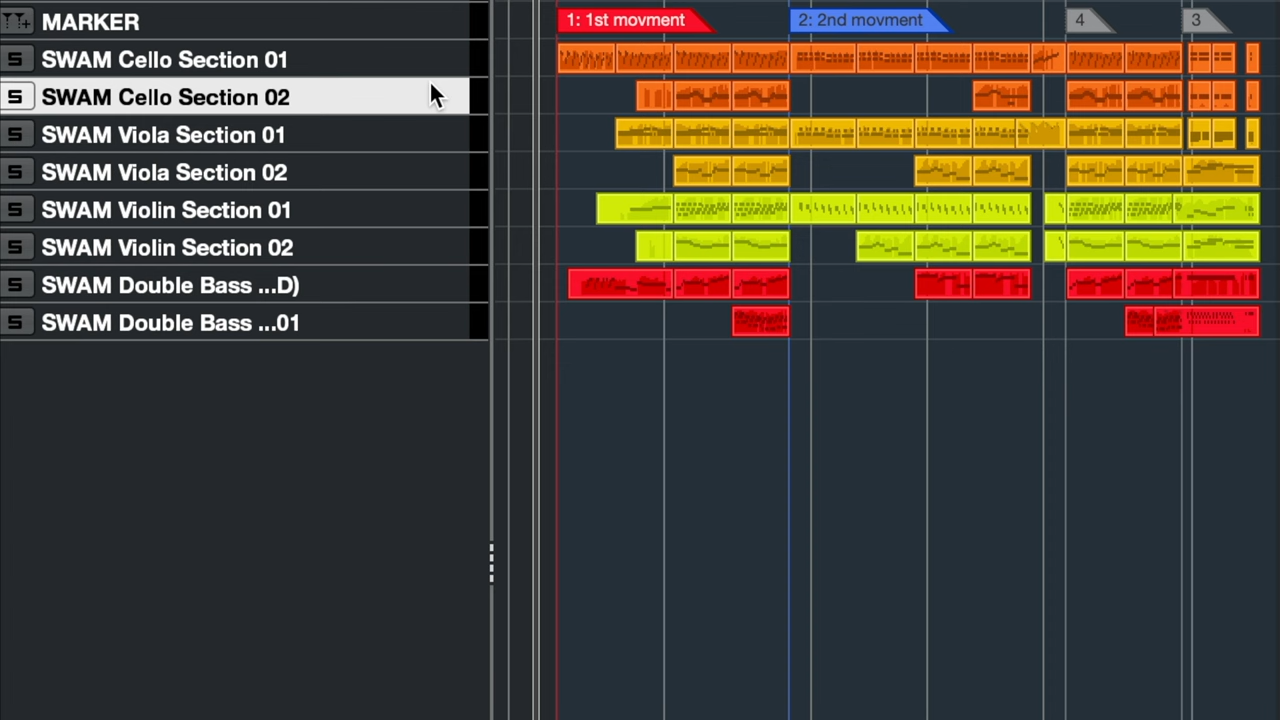 MARKER
1: 1st movment
2: 2nd movment
4
3
S SWAM Cello Section 01
S SWAM Cello Section 02
S SWAM Viola Section 01
S SWAM Viola Section 02
S SWAM Violin Section 01
S SWAM Violin Section 02
S SWAM Double Bass ...D)
S SWAM Double Bass ...01